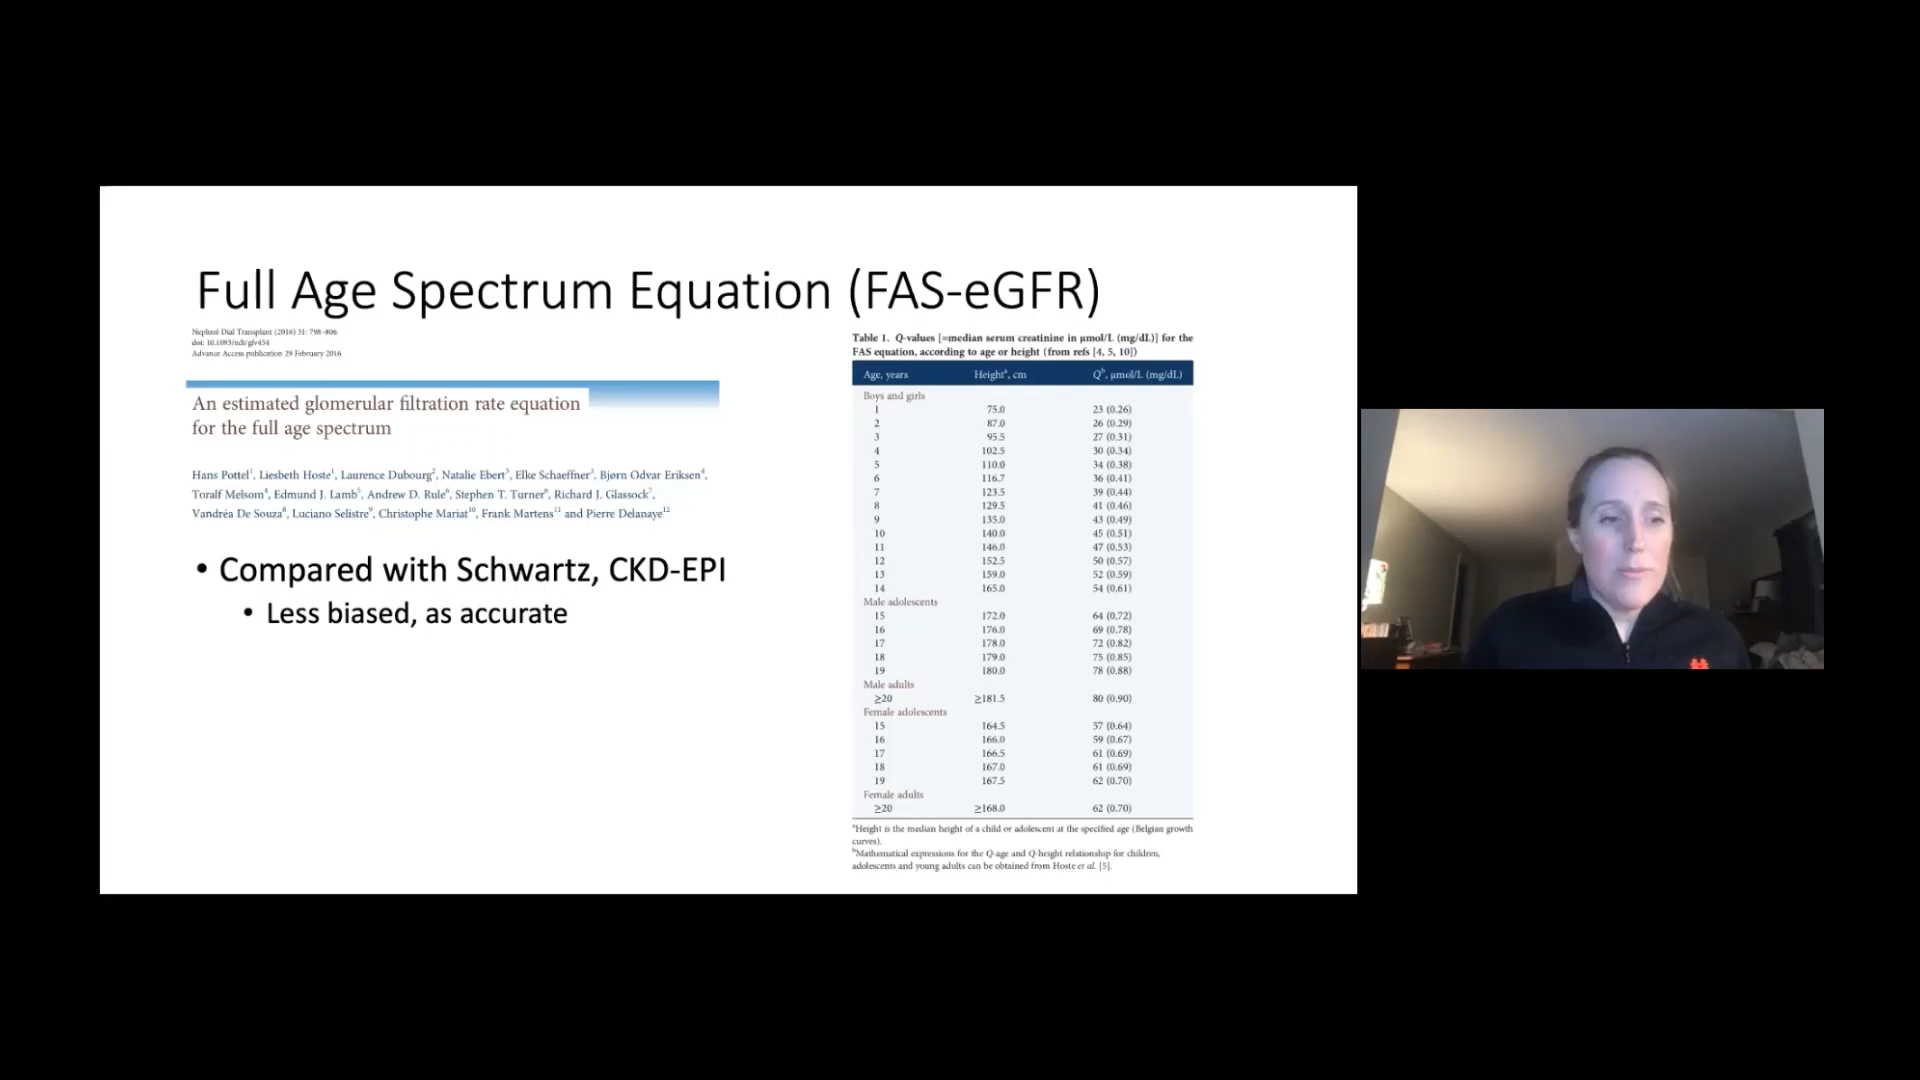 Full Age Spectrum Equation (FAS-eGFR)
Nephrol Dial Transplant (2016) 31: 798–806
doi: 10.1093/ndt/gfv454
Advance Access publication 29 February 2016
An estimated glomerular filtration rate equation
for the full age spectrum
Hans Pottel1, Liesbeth Hoste1, Laurence Dubourg2, Natalie Ebert3, Elke Schaeffner3, Bjørn Odvar Eriksen4,
Toralf Melsom4, Edmund J. Lamb5, Andrew D. Rule6, Stephen T. Turner6, Richard J. Glassock7,
Vandréa De Souza8, Luciano Selistre9, Christophe Mariat10, Frank Martens11 and Pierre Delanaye12
• Compared with Schwartz, CKD-EPI
• Less biased, as accurate
Table 1. Q-values [=median serum creatinine in µmol/L (mg/dL)] for the
FAS equation, according to age or height (from refs [4, 5, 10])
Age, years Heighta, cm Qb, µmol/L (mg/dL)
Boys and girls
1 75.0 23 (0.26)
2 87.0 26 (0.29)
3 95.5 27 (0.31)
4 102.5 30 (0.34)
5 110.0 34 (0.38)
6 116.7 36 (0.41)
7 123.5 39 (0.44)
8 129.5 41 (0.46)
9 135.0 43 (0.49)
10 140.0 45 (0.51)
11 146.0 47 (0.53)
12 152.5 50 (0.57)
13 159.0 52 (0.59)
14 165.0 54 (0.61)
Male adolescents
15 172.0 64 (0.72)
16 176.0 69 (0.78)
17 178.0 72 (0.82)
18 179.0 75 (0.85)
19 180.0 78 (0.88)
Male adults
≥20 ≥181.5 80 (0.90)
Female adolescents
15 164.5 57 (0.64)
16 166.0 59 (0.67)
17 166.5 61 (0.69)
18 167.0 61 (0.69)
19 167.5 62 (0.70)
Female adults
≥20 ≥168.0 62 (0.70)
aHeight is the median height of a child or adolescent at the specified age (Belgian growth
curves).
bMathematical expressions for the Q-age and Q-height relationship for children,
adolescents and young adults can be obtained from Hoste et al. [5].